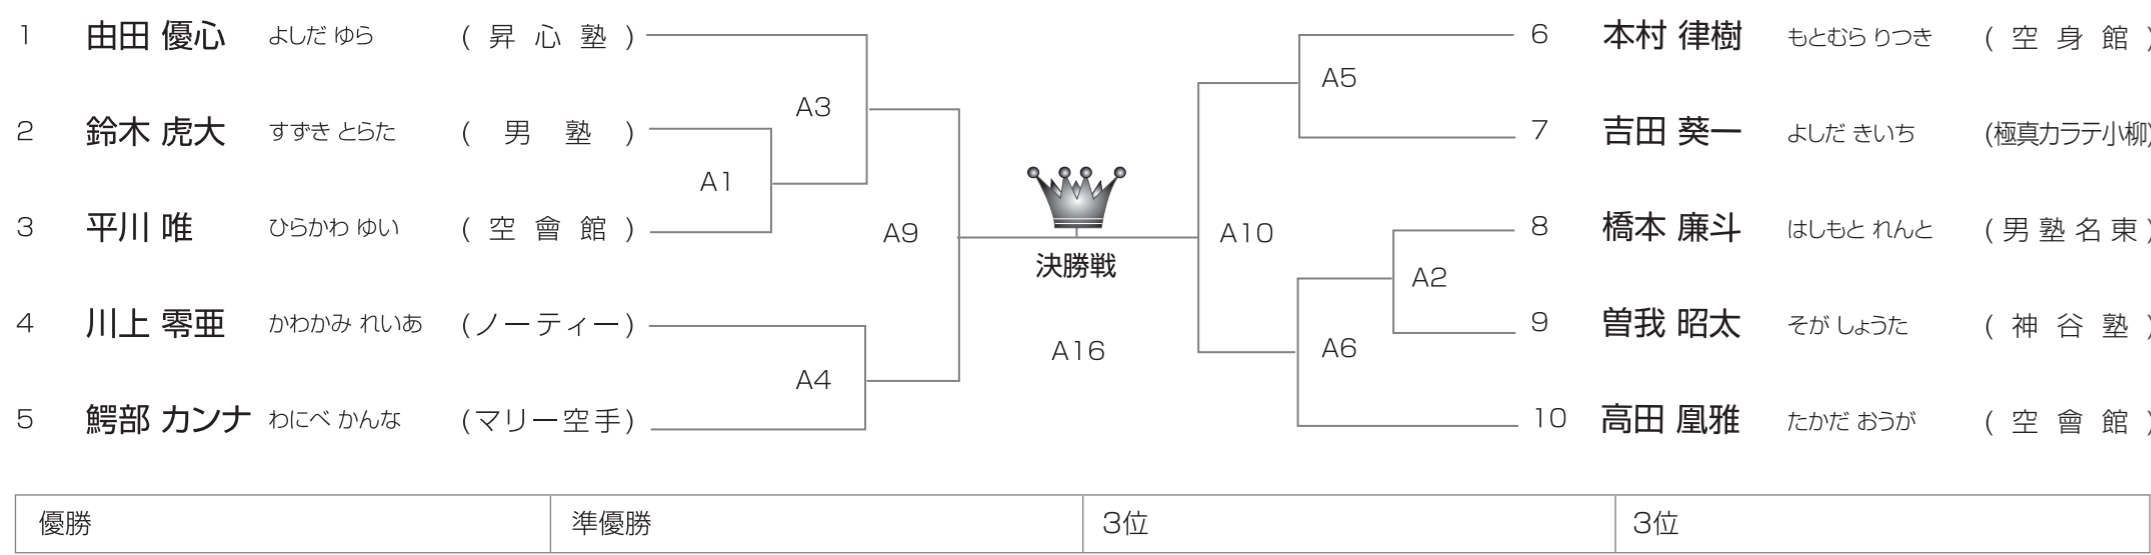 1 由田 優心 よしだ ゆら (昇心塾)
2 鈴木 虎大 すずき とらた (男塾)
3 平川 唯 ひらかわ ゆい (空會館)
4 川上 零亜 かわかみ れいあ (ノーティー)
5 鰐部 カンナ わにべ かんな (マリー空手)
A3
A1
A9
A4
決勝戦
A16
A5
A10
A2
A6
6 本村 律樹 もとむら りつき (空身館)
7 吉田 葵一 よしだ きいち (極真カラテ小柳)
8 橋本 廉斗 はしもと れんと (男塾名東)
9 曽我 昭太 そが しょうた (神谷塾)
10 高田 凰雅 たかだ おうが (空會館)
優勝 準優勝 3位 3位